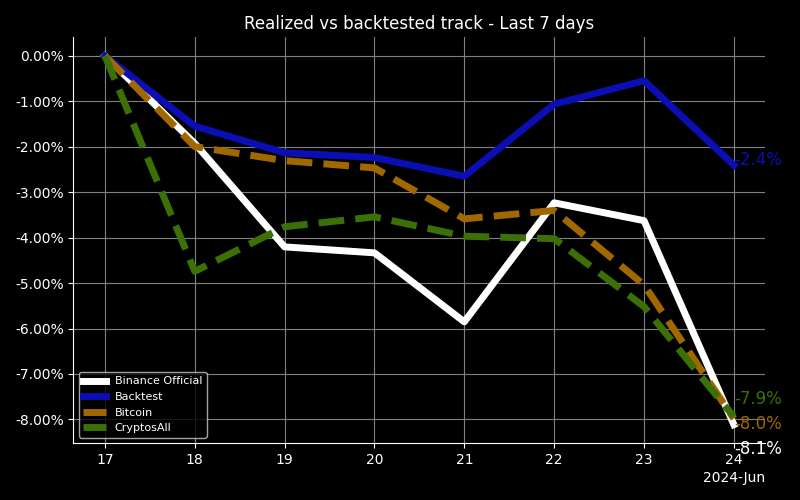 Realized vs backtested track - Last 7 days
0.00%
-1.00%
-2.00%
-3.00%
-4.00%
-5.00%
-6.00%
-7.00%
-8.00%
-2.4%
-7.9%
-8.0%
-8.1%
Binance Official
Backtest
Bitcoin
CryptosAll
17 18 19 20 21 22 23 24
2024-Jun